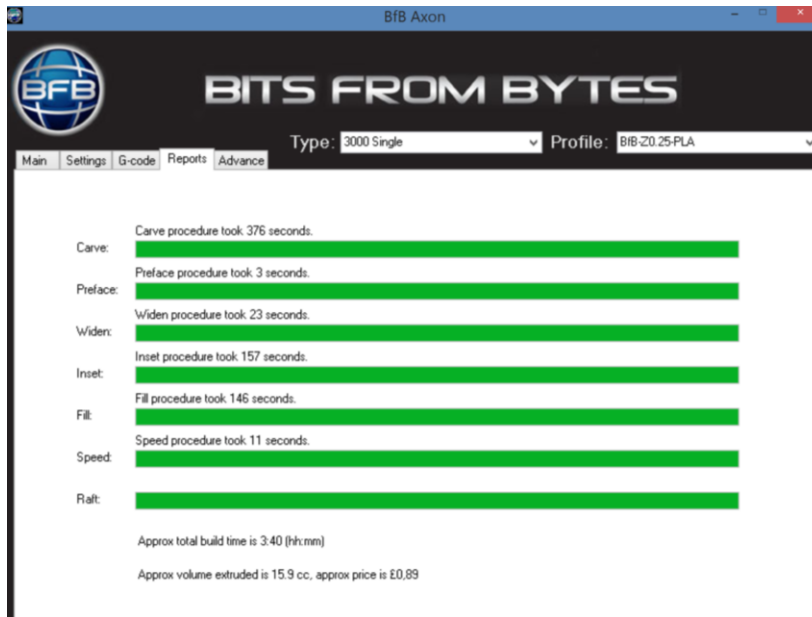 BfB Axon
BFB
BITS FROM BYTES
Type: 3000 Single Profile: BfB-Z0.25-PLA
Main Settings G-code Reports Advance
Carve procedure took 376 seconds.
Carve:
Preface procedure took 3 seconds.
Preface:
Widen procedure took 23 seconds.
Widen:
Inset procedure took 157 seconds.
Inset:
Fill procedure took 146 seconds.
Fill:
Speed procedure took 11 seconds.
Speed:
Raft:
Approx total build time is 3:40 (hh:mm)
Approx volume extruded is 15.9 cc, approx price is £0,89